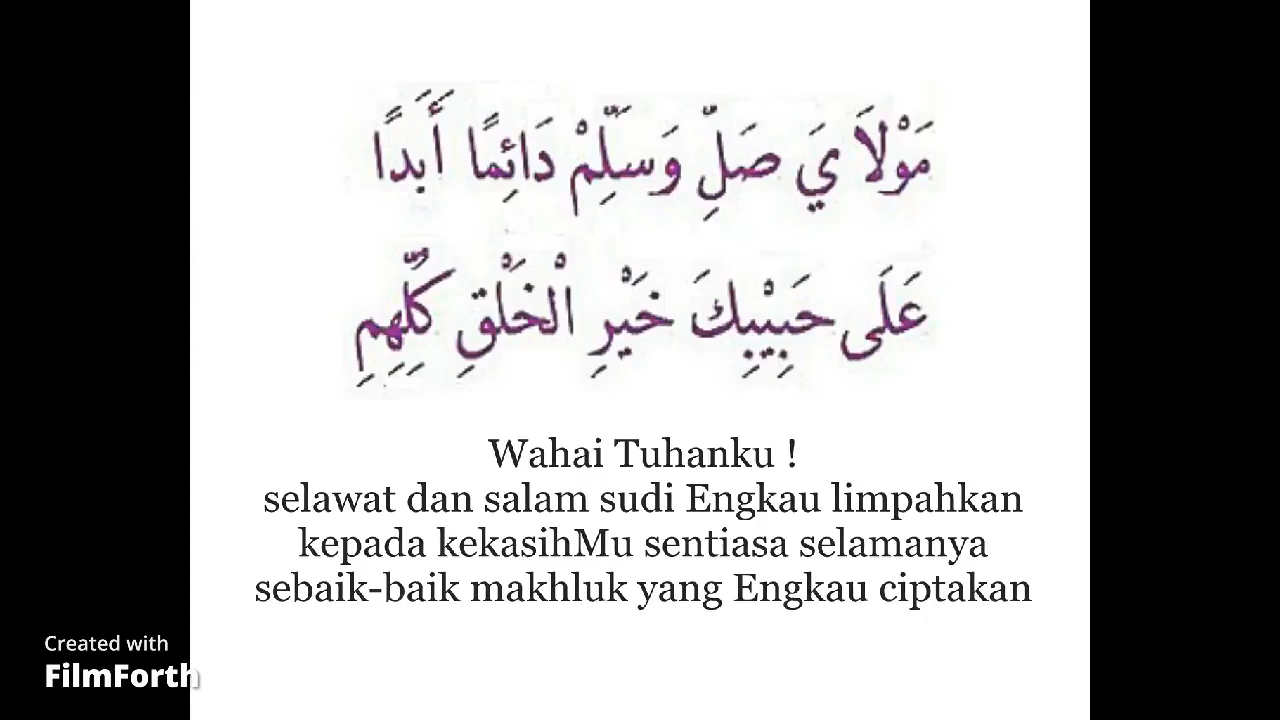 مَوْلَايَ صَلِّ وَسَلِّمْ دَائِمًا أَبَدًا
عَلَى حَبِيْبِكَ خَيْرِ الْخَلْقِ كُلِّهِمِ
Wahai Tuhanku !
selawat dan salam sudi Engkau limpahkan
kepada kekasihMu sentiasa selamanya
sebaik-baik makhluk yang Engkau ciptakan
Created with
FilmForth